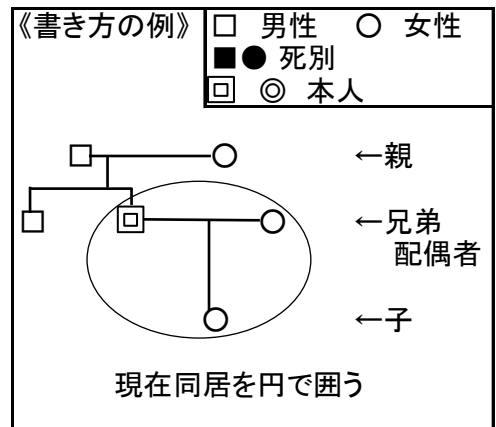 《書き方の例》
□ 男性 ○ 女性
■● 死別
回 ◎ 本人
←親
←兄弟
配偶者
←子
現在同居を円で囲う